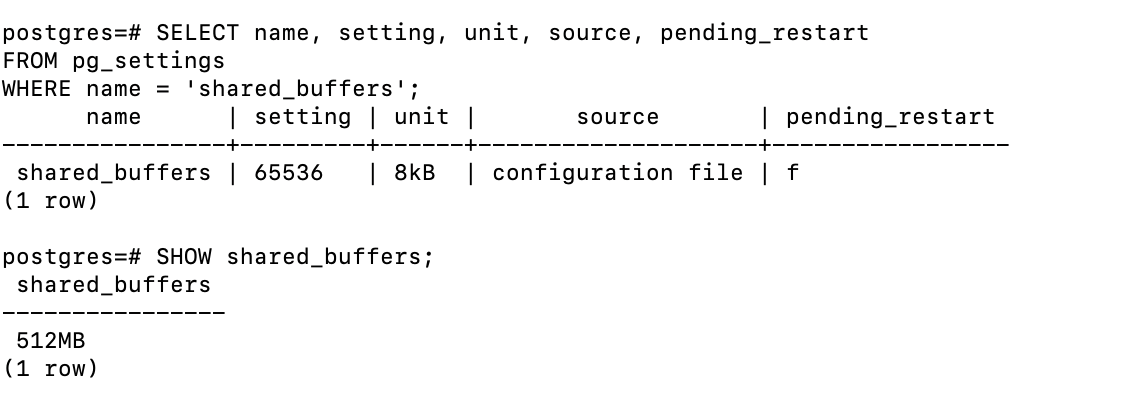 postgres=# SELECT name, setting, unit, source, pending_restart
FROM pg_settings
WHERE name = 'shared_buffers';
      name      | setting | unit |       source       | pending_restart
----------------+---------+------+--------------------+-----------------
 shared_buffers | 65536   | 8kB  | configuration file | f
(1 row)

postgres=# SHOW shared_buffers;
 shared_buffers
----------------
 512MB
(1 row)